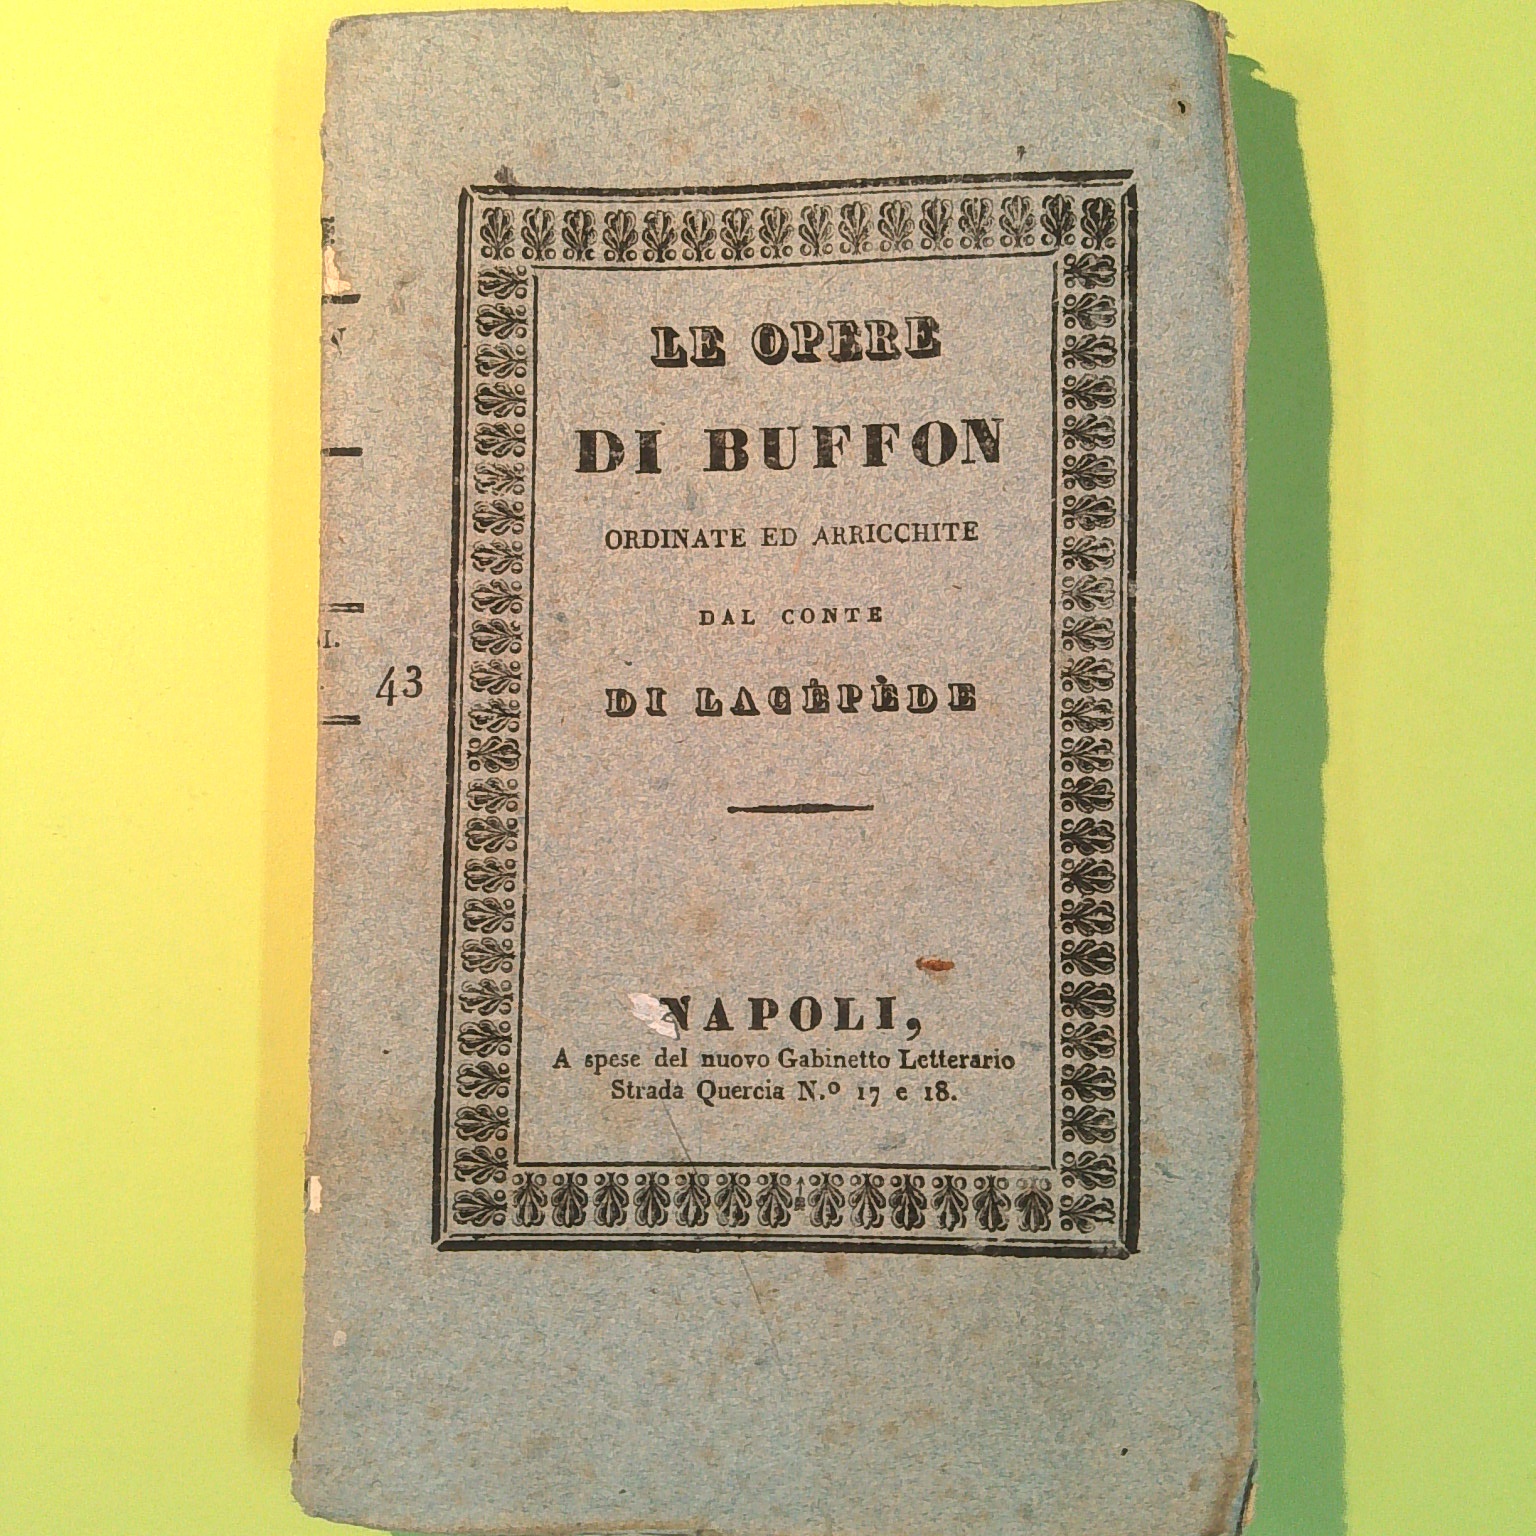 LE OPERE
DI BUFFON
ORDINATE ED ARRICCHITE
DAL CONTE
DI LACÉPÈDE
NAPOLI,
A spese del nuovo Gabinetto Letterario
Strada Quercia N.º 17 e 18.
43